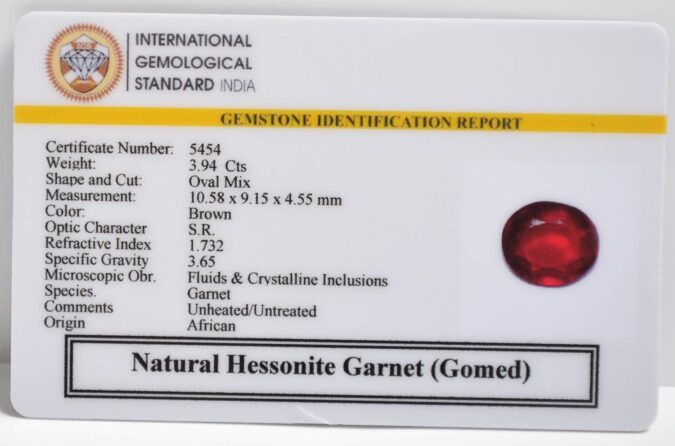 INTERNATIONAL
GEMOLOGICAL
STANDARD INDIA
GEMSTONE IDENTIFICATION REPORT
Certificate Number: 5454
Weight: 3.94 Cts
Shape and Cut: Oval Mix
Measurement: 10.58 x 9.15 x 4.55 mm
Color: Brown
Optic Character S.R.
Refractive Index 1.732
Specific Gravity 3.65
Microscopic Obr. Fluids & Crystalline Inclusions
Species. Garnet
Comments Unheated/Untreated
Origin African
Natural Hessonite Garnet (Gomed)